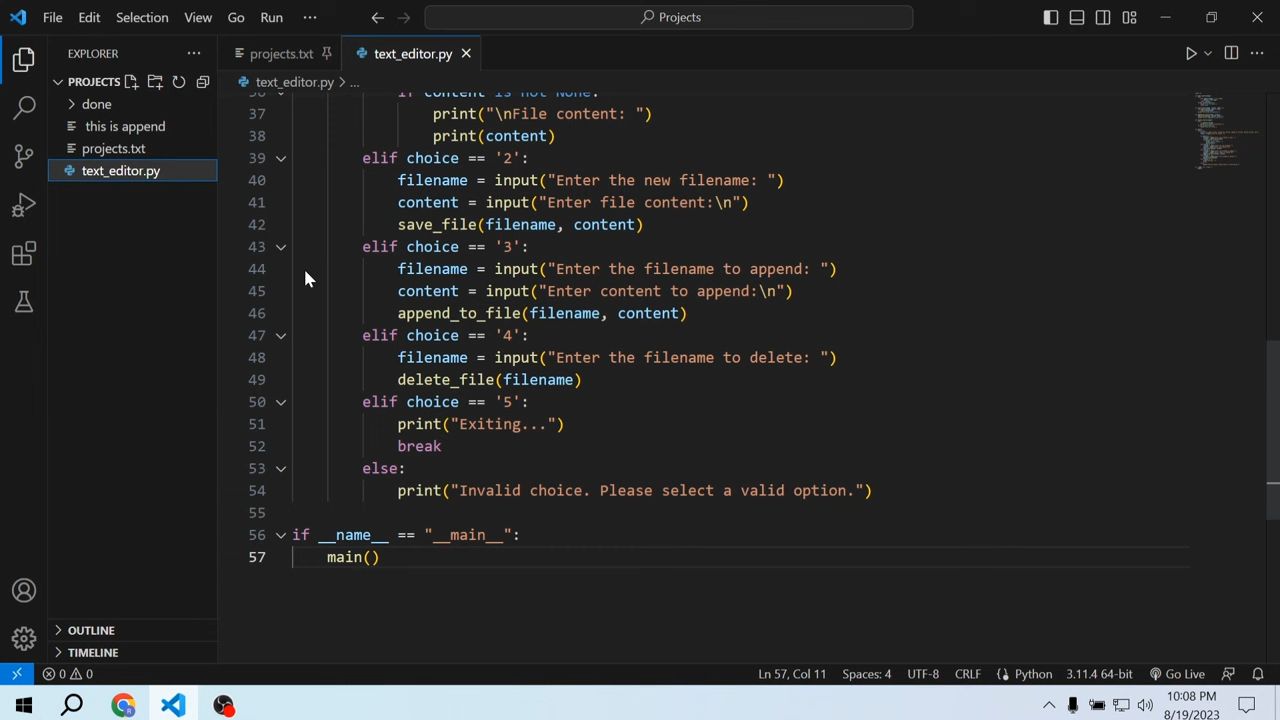 File Edit Selection View Go Run ... Projects
EXPLORER ... projects.txt text_editor.py
PROJECTS text_editor.py > ...
done
this is append
projects.txt
text_editor.py
36 if content is not None:
37 print("\nFile content: ")
38 print(content)
39 elif choice == '2':
40 filename = input("Enter the new filename: ")
41 content = input("Enter file content:\n")
42 save_file(filename, content)
43 elif choice == '3':
44 filename = input("Enter the filename to append: ")
45 content = input("Enter content to append:\n")
46 append_to_file(filename, content)
47 elif choice == '4':
48 filename = input("Enter the filename to delete: ")
49 delete_file(filename)
50 elif choice == '5':
51 print("Exiting...")
52 break
53 else:
54 print("Invalid choice. Please select a valid option.")
55
56 if __name__ == "__main__":
57 main()
OUTLINE
TIMELINE
0 0 Ln 57, Col 11 Spaces: 4 UTF-8 CRLF Python 3.11.4 64-bit Go Live
10:08 PM
8/19/2023